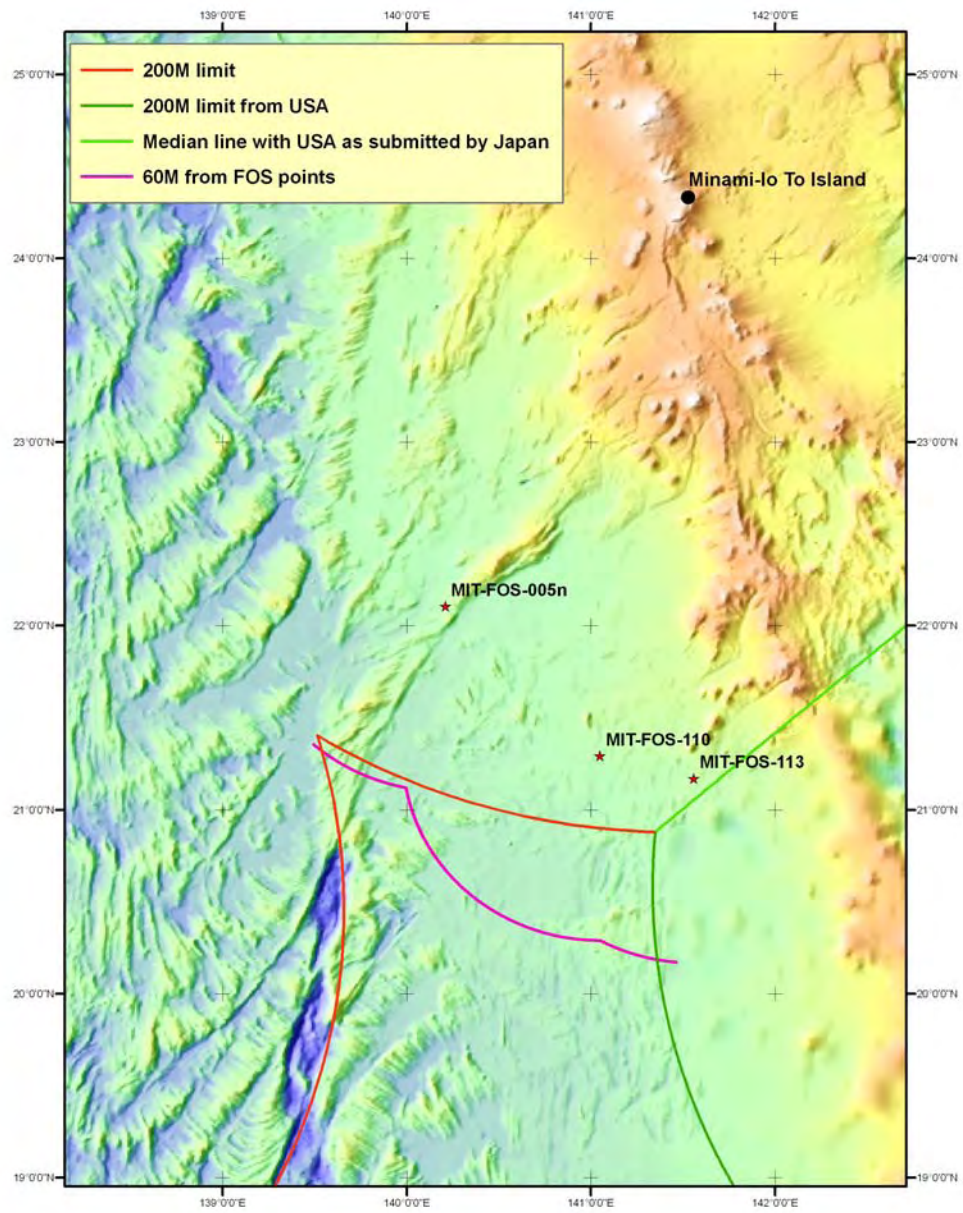 139°0'0"E 140°0'0"E 141°0'0"E 142°0'0"E
200M limit
200M limit from USA
Median line with USA as submitted by Japan
60M from FOS points
25°0'0"N 25°0'0"N
Minami-Io To Island
24°0'0"N 24°0'0"N
23°0'0"N 23°0'0"N
MIT-FOS-005n
22°0'0"N 22°0'0"N
MIT-FOS-110
MIT-FOS-113
21°0'0"N 21°0'0"N
20°0'0"N 20°0'0"N
19°0'0"N 19°0'0"N
139°0'0"E 140°0'0"E 141°0'0"E 142°0'0"E